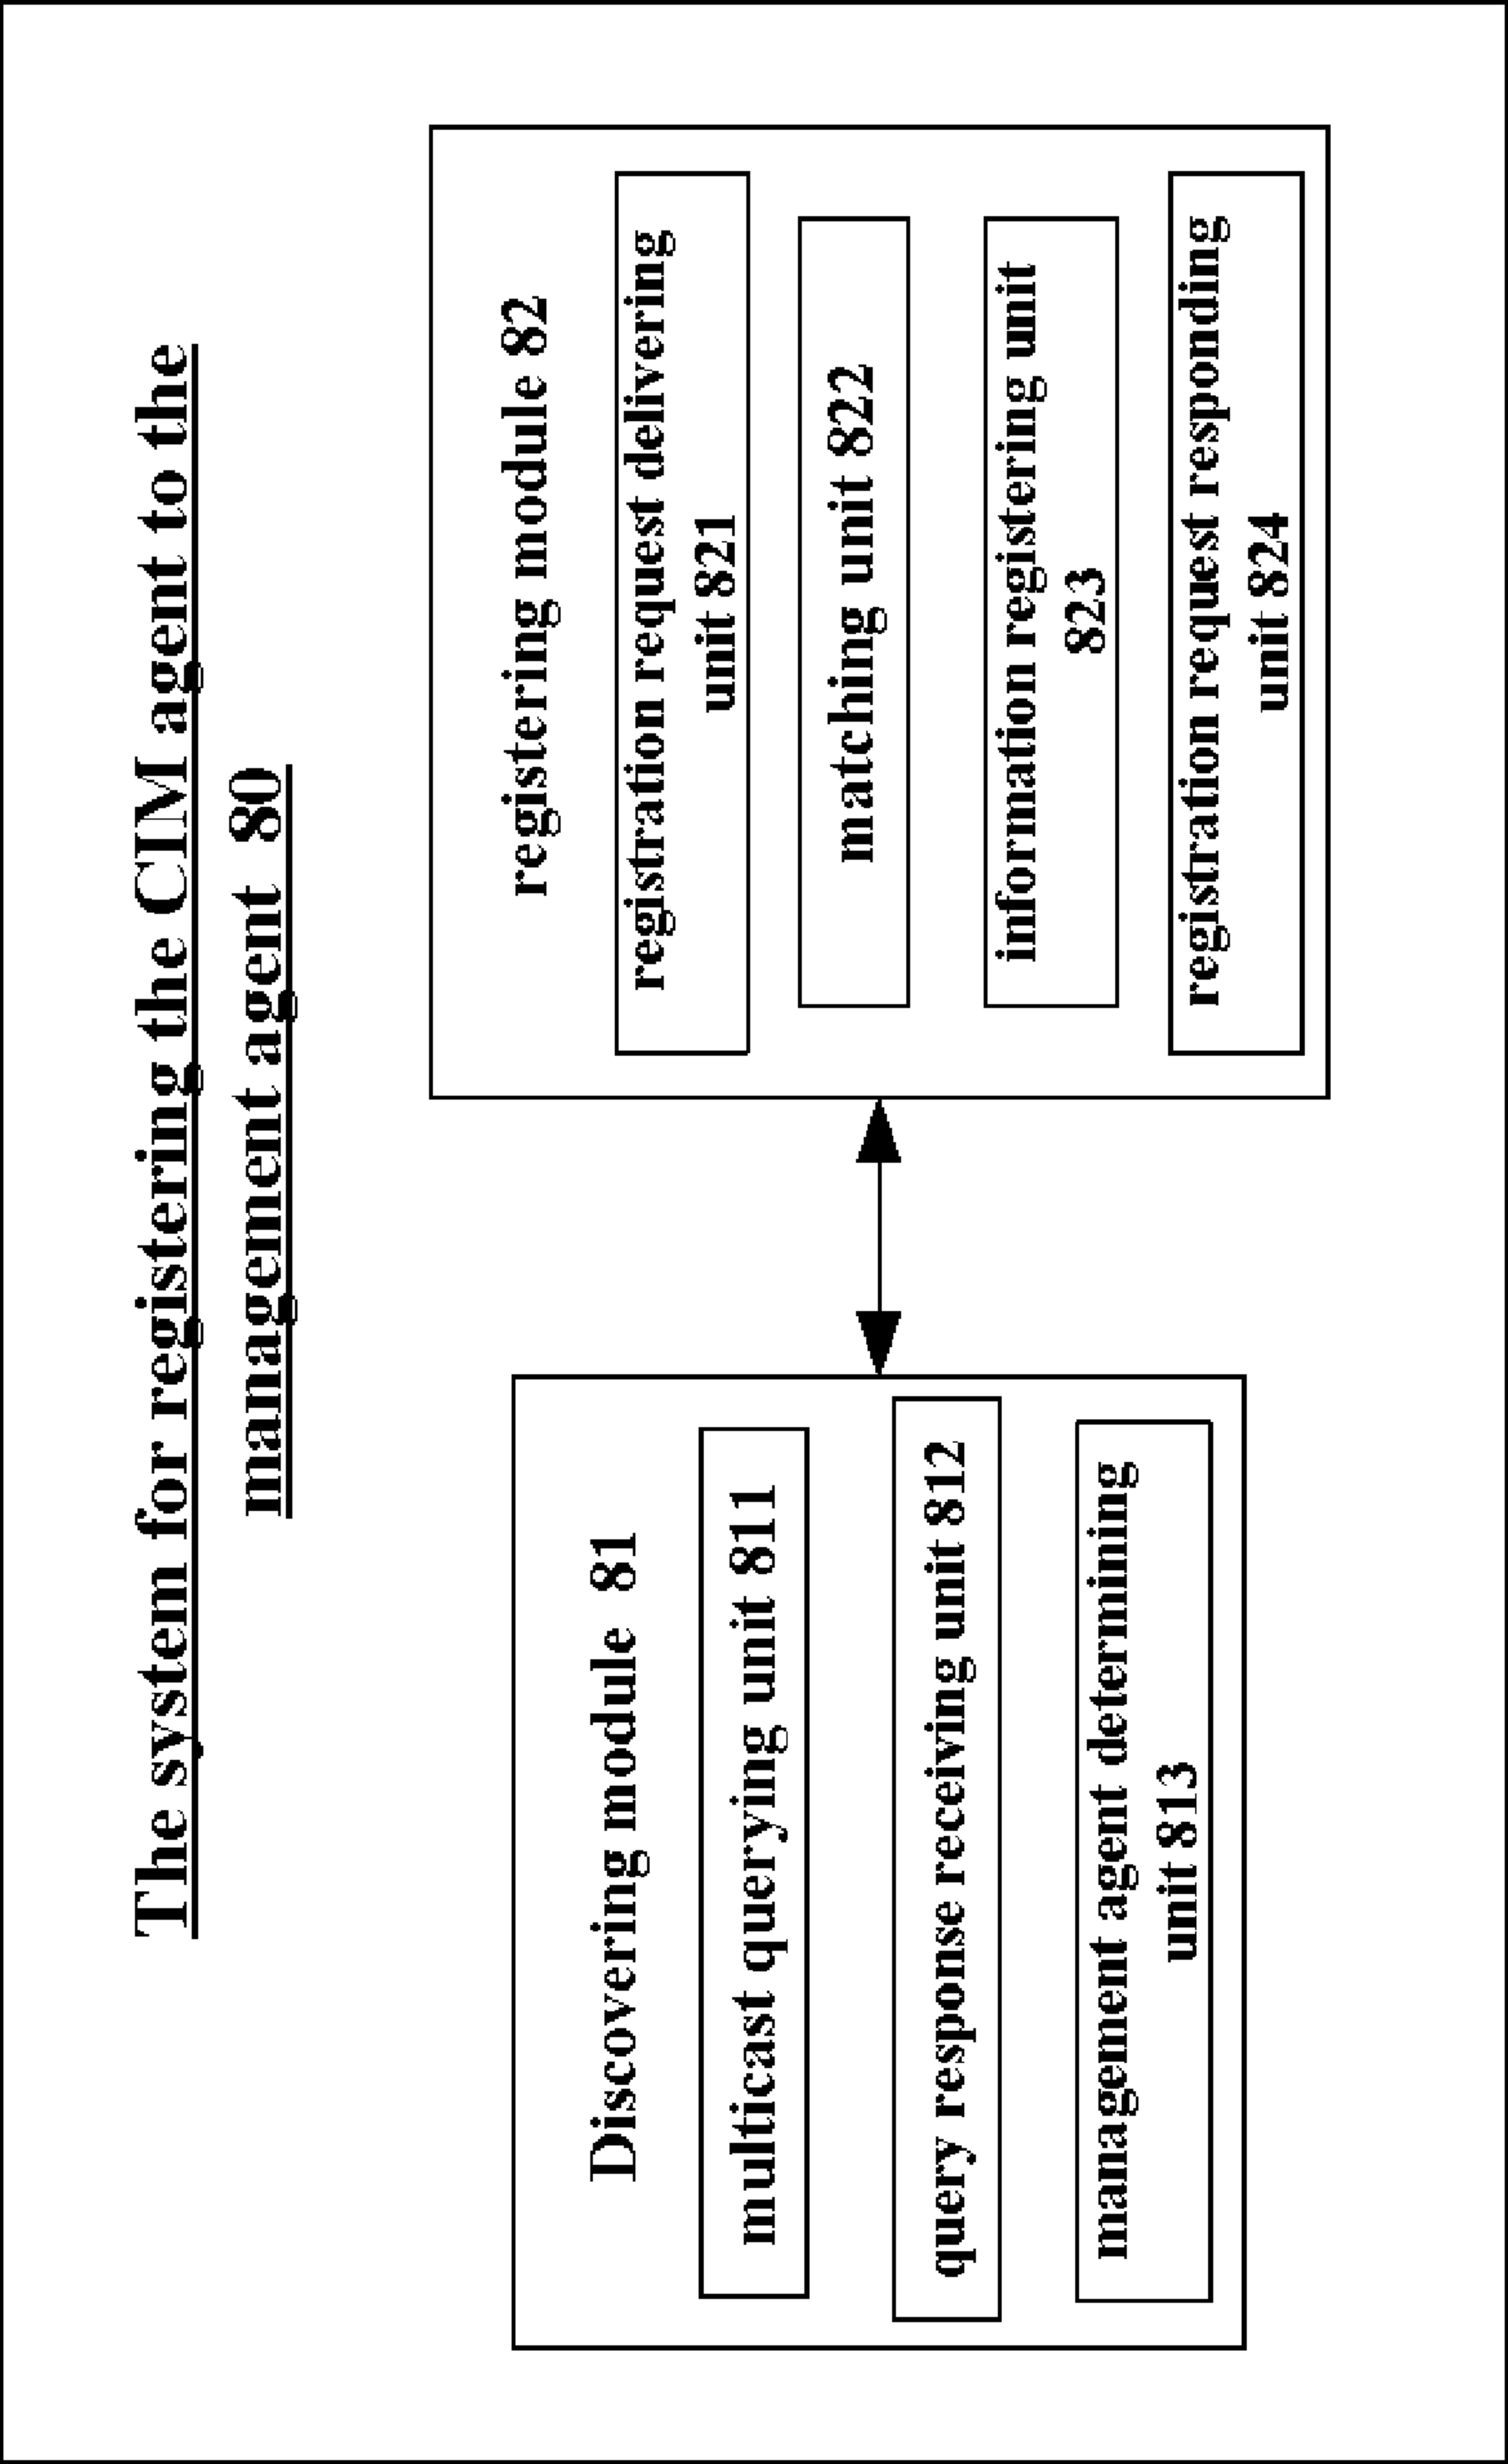 The system for registering the CIM agent to the
management agent 80
Discovering module 81
multicast querying unit 811
query response receiving unit 812
management agent determining
unit 813
registering module 82
registration request delivering
unit 821
matching unit 822
information registering unit
823
registration request responding
unit 824